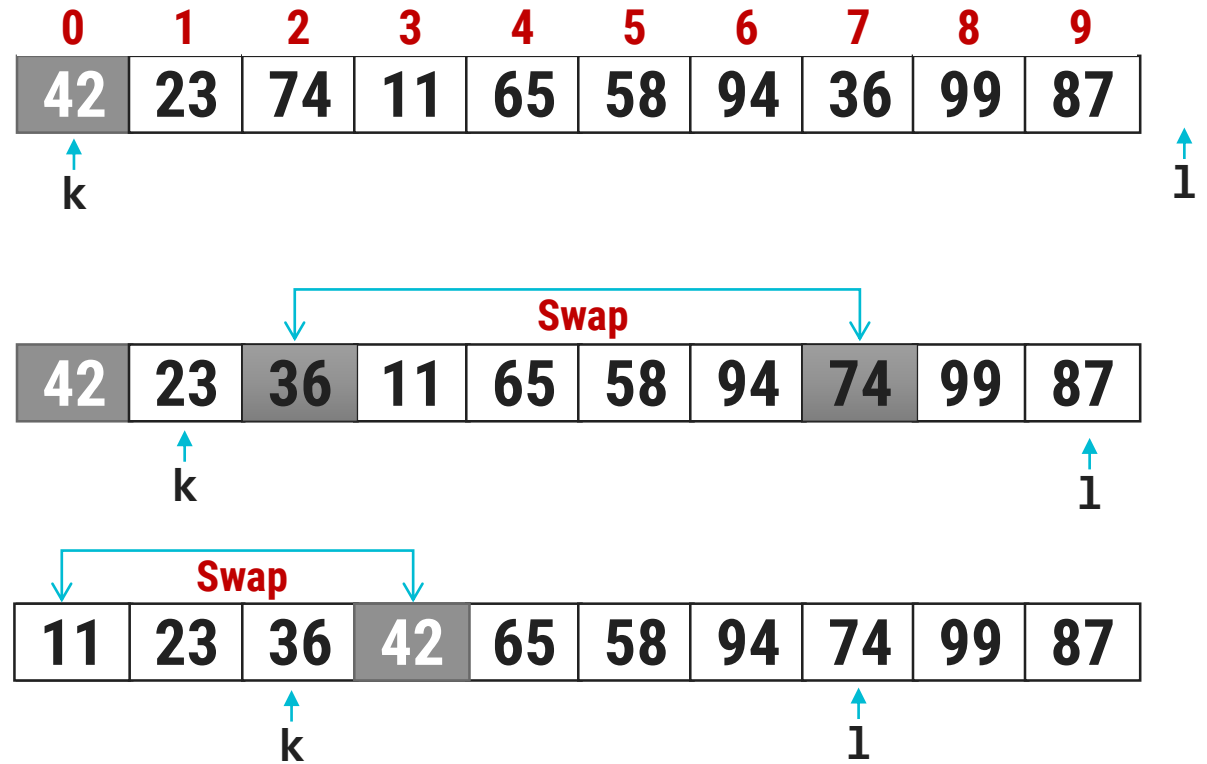 0 1 2 3 4 5 6 7 8 9
42 23 74 11 65 58 94 36 99 87
k l
Swap
42 23 36 11 65 58 94 74 99 87
k l
Swap
11 23 36 42 65 58 94 74 99 87
k l